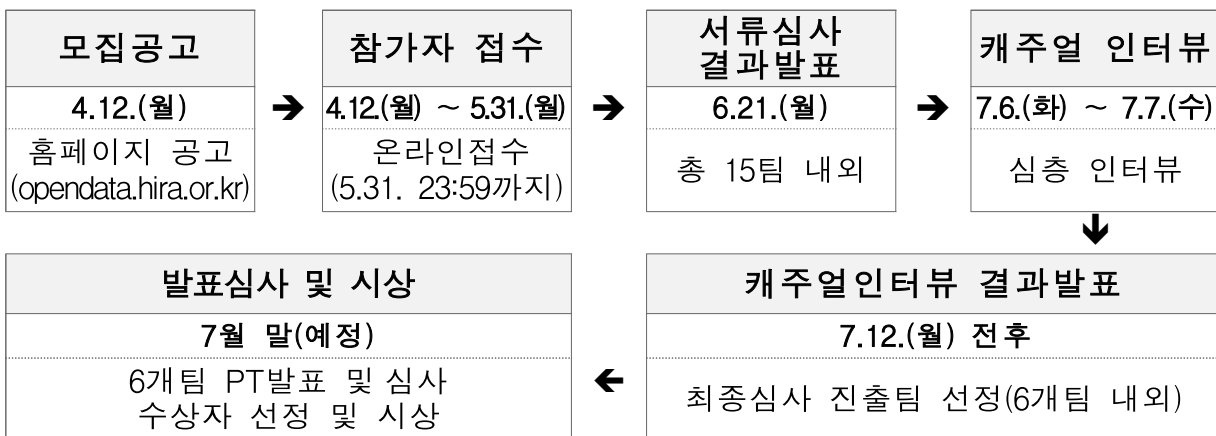 모집공고
4.12.(월)
홈페이지 공고
(opendata.hira.or.kr)
➔
참가자 접수
4.12.(월) ~ 5.31.(월)
온라인접수
(5.31. 23:59까지)
➔
서류심사
결과발표
6.21.(월)
총 15팀 내외
➔
캐주얼 인터뷰
7.6.(화) ~ 7.7.(수)
심층 인터뷰
캐주얼인터뷰 결과발표
7.12.(월) 전후
최종심사 진출팀 선정(6개팀 내외)
발표심사 및 시상
7월 말(예정)
6개팀 PT발표 및 심사
수상자 선정 및 시상